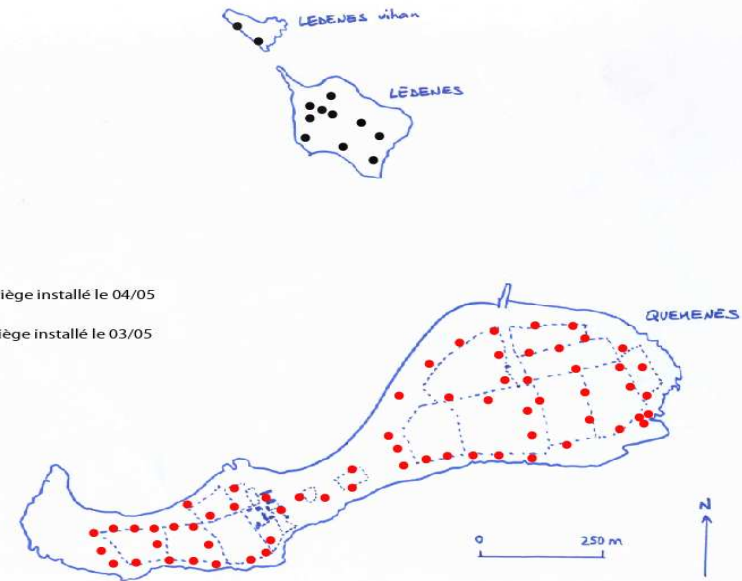 LEDENES vihan
LEDENES
iège installé le 04/05
iège installé le 03/05
QUEMENES
N
0 250 m